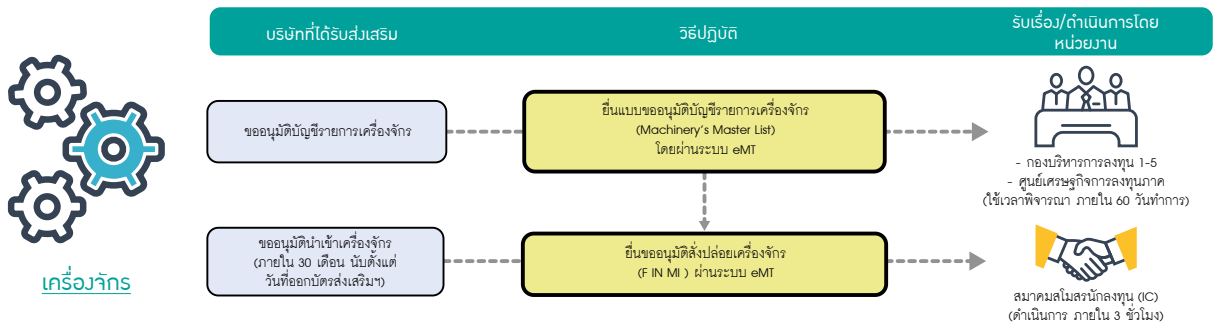 บริษัทที่ได้รับส่งเสริม
วิธีปฏิบัติ
รับเรื่อง/ดำเนินการโดย
หน่วยงาน
ขออนุมัติบัญชีรายการเครื่องจักร
ยื่นแบบขออนุมัติบัญชีรายการเครื่องจักร
(Machinery's Master List)
โดยผ่านระบบ eMT
- กองบริหารการลงทุน 1-5
- ศูนย์เศรษฐกิจการลงทุนภาค
(ใช้เวลาพิจารณา ภายใน 60 วันทำการ)
เครื่องจักร
ขออนุมัตินำเข้าเครื่องจักร
(ภายใน 30 เดือน นับตั้งแต่
วันที่ออกบัตรส่งเสริมฯ)
ยื่นขออนุมัติสั่งปล่อยเครื่องจักร
(F IN MI ) ผ่านระบบ eMT
สมาคมสโมสรนักลงทุน (IC)
(ดำเนินการ ภายใน 3 ชั่วโมง)